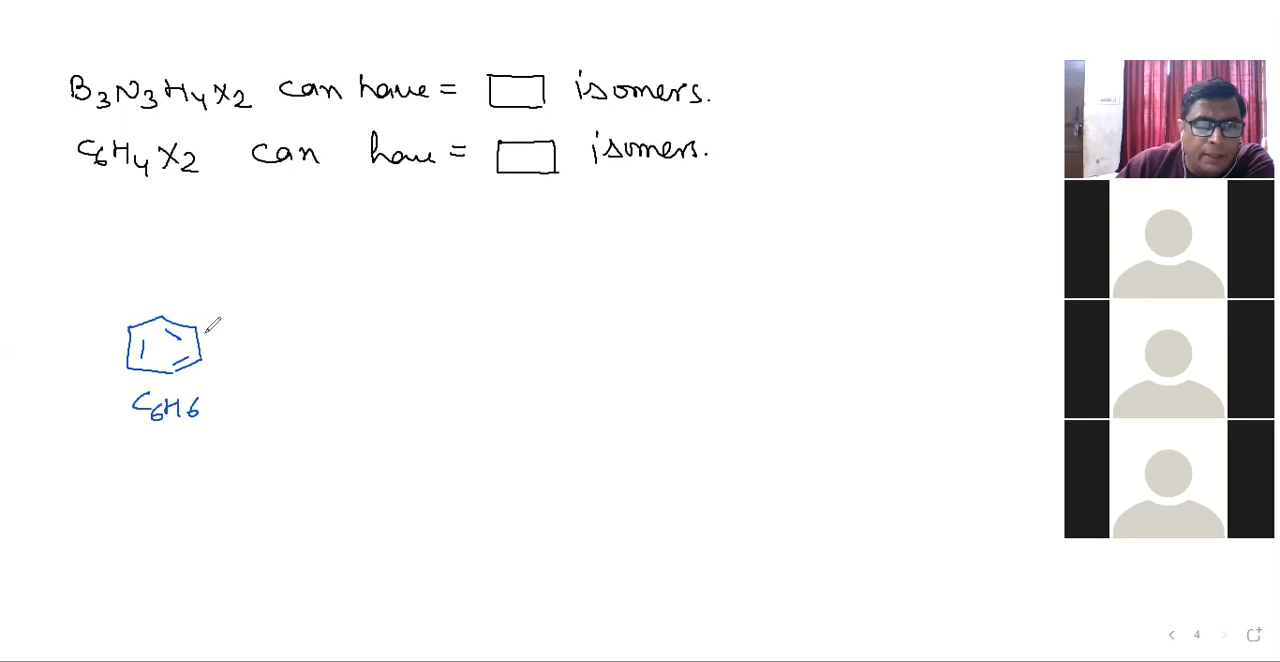 B3N3H4X2 can have = isomers.
C6H4X2 can have = isomers.
C6H6
4